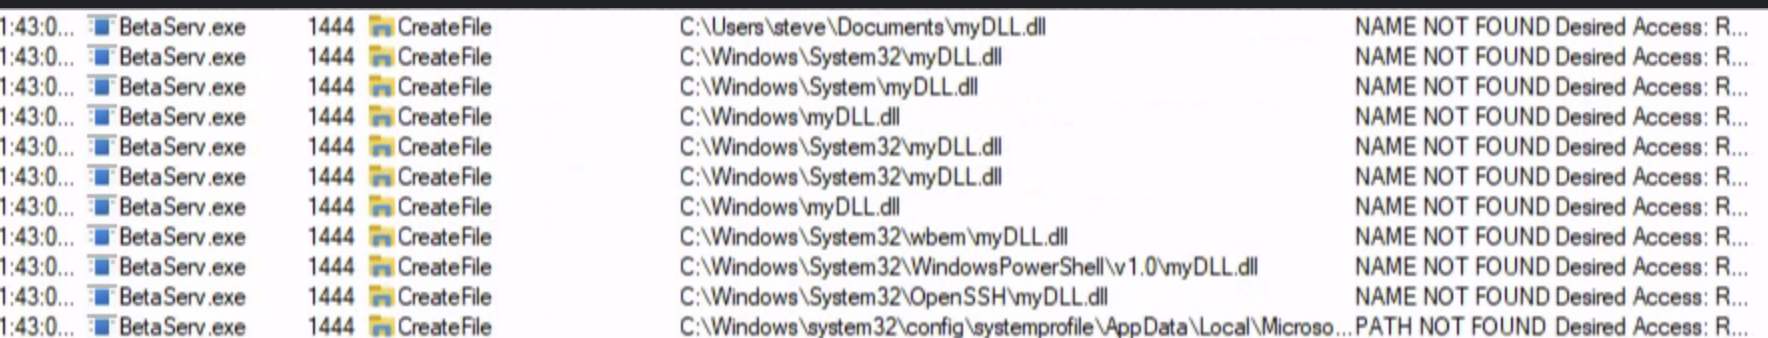 1:43:0... BetaServ.exe 1444 CreateFile C:\Users\steve\Documents\myDLL.dll NAME NOT FOUND Desired Access: R...
1:43:0... BetaServ.exe 1444 CreateFile C:\Windows\System32\myDLL.dll NAME NOT FOUND Desired Access: R...
1:43:0... BetaServ.exe 1444 CreateFile C:\Windows\System\myDLL.dll NAME NOT FOUND Desired Access: R...
1:43:0... BetaServ.exe 1444 CreateFile C:\Windows\myDLL.dll NAME NOT FOUND Desired Access: R...
1:43:0... BetaServ.exe 1444 CreateFile C:\Windows\System32\myDLL.dll NAME NOT FOUND Desired Access: R...
1:43:0... BetaServ.exe 1444 CreateFile C:\Windows\System32\myDLL.dll NAME NOT FOUND Desired Access: R...
1:43:0... BetaServ.exe 1444 CreateFile C:\Windows\myDLL.dll NAME NOT FOUND Desired Access: R...
1:43:0... BetaServ.exe 1444 CreateFile C:\Windows\System32\wbem\myDLL.dll NAME NOT FOUND Desired Access: R...
1:43:0... BetaServ.exe 1444 CreateFile C:\Windows\System32\WindowsPowerShell\v1.0\myDLL.dll NAME NOT FOUND Desired Access: R...
1:43:0... BetaServ.exe 1444 CreateFile C:\Windows\System32\OpenSSH\myDLL.dll NAME NOT FOUND Desired Access: R...
1:43:0... BetaServ.exe 1444 CreateFile C:\Windows\system32\config\systemprofile\AppData\Local\Microso... PATH NOT FOUND Desired Access: R...